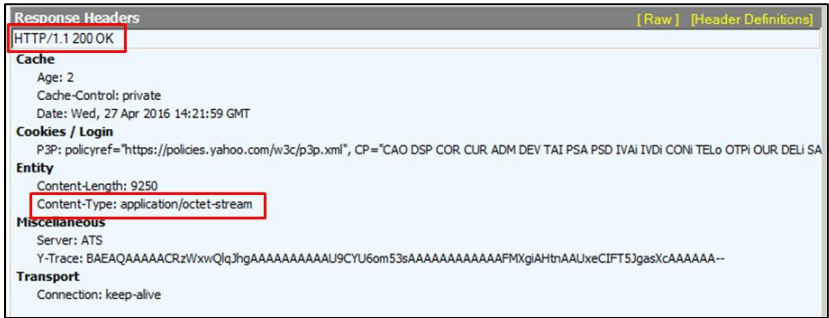 Response Headers [ Raw ] [Header Definitions]
HTTP/1.1 200 OK
Cache
Age: 2
Cache-Control: private
Date: Wed, 27 Apr 2016 14:21:59 GMT
Cookies / Login
P3P: policyref="https://policies.yahoo.com/w3c/p3p.xml", CP="CAO DSP COR CUR ADM DEV TAI PSA PSD IVAi IVDi CONi TELo OTPi OUR DELi SA
Entity
Content-Length: 9250
Content-Type: application/octet-stream
Miscellaneous
Server: ATS
Y-Trace: BAEAQAAAAACRzWxwQlqJhgAAAAAAAAAAU9CYU6om53sAAAAAAAAAAAAFMXgiAHtnAAUxeCIFT5JgasXcAAAAAA--
Transport
Connection: keep-alive